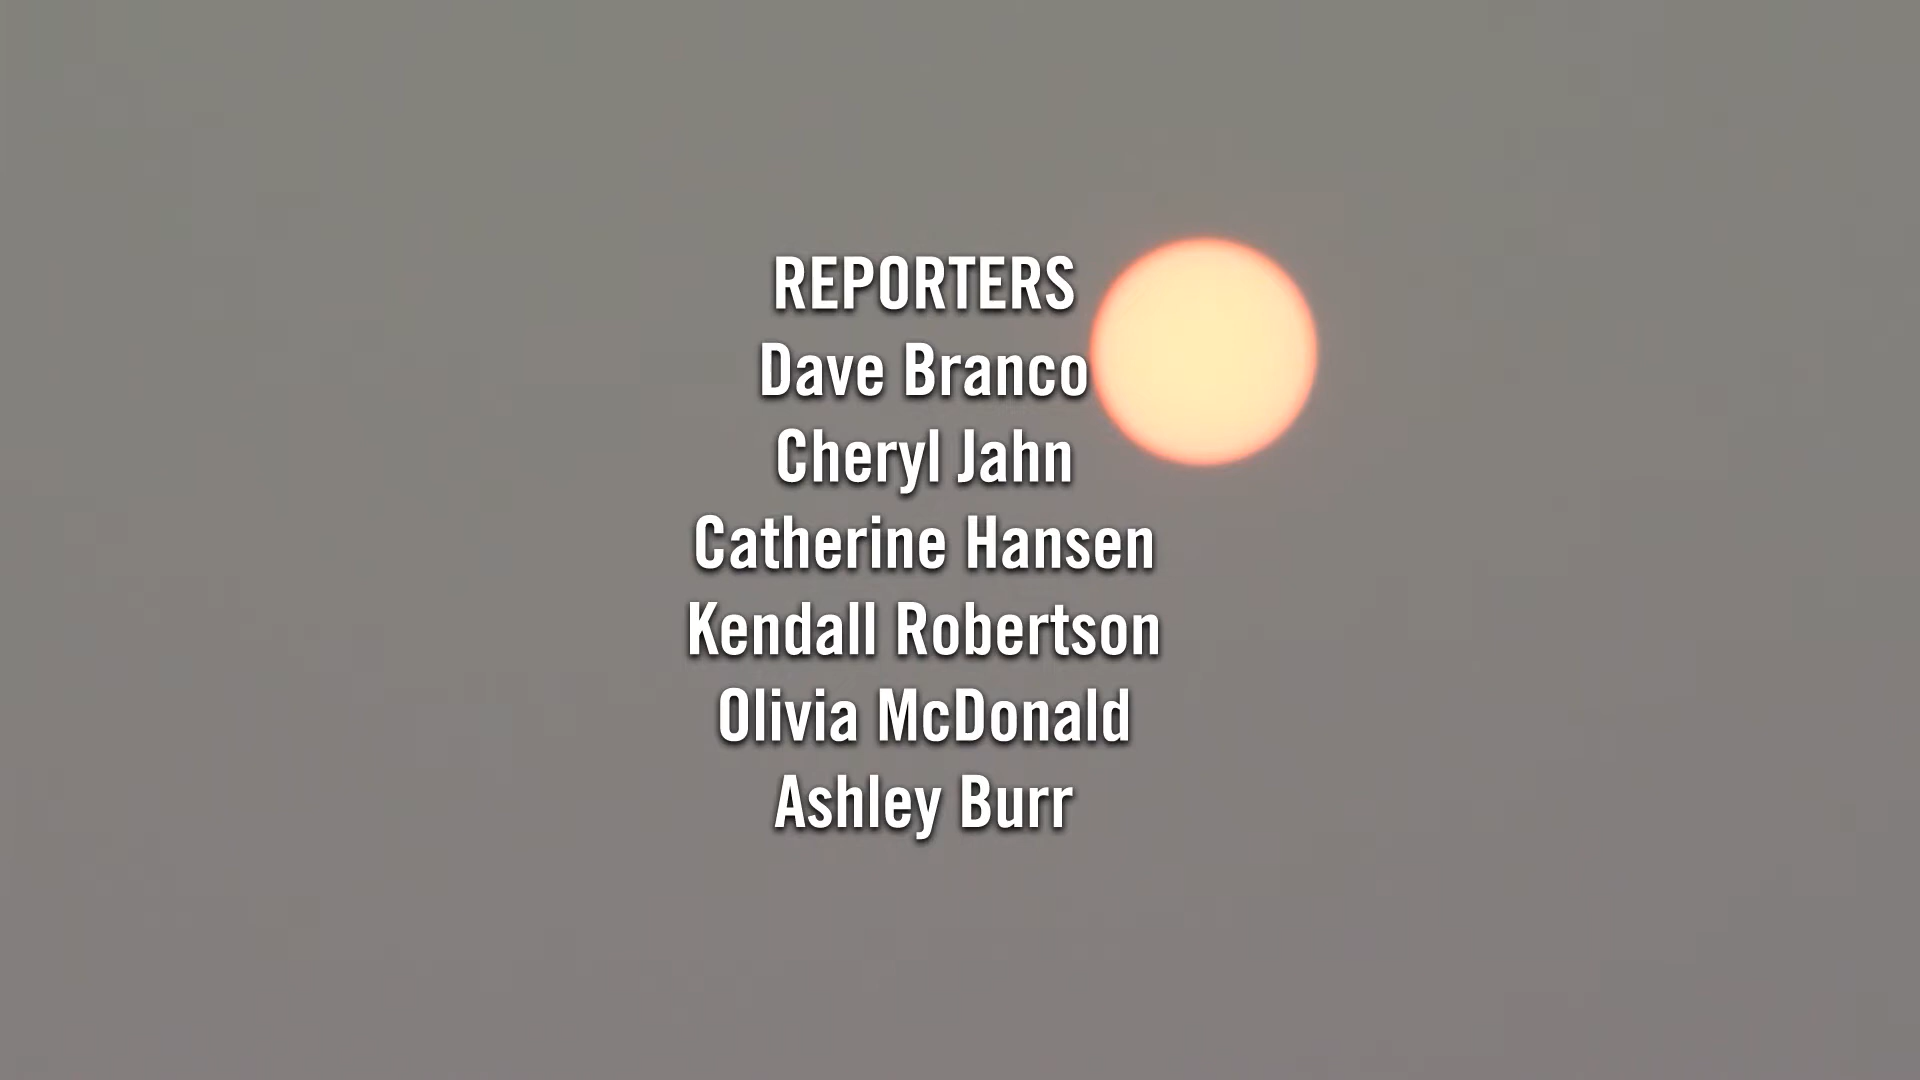 REPORTERS
Dave Branco
Cheryl Jahn
Catherine Hansen
Kendall Robertson
Olivia McDonald
Ashley Burr